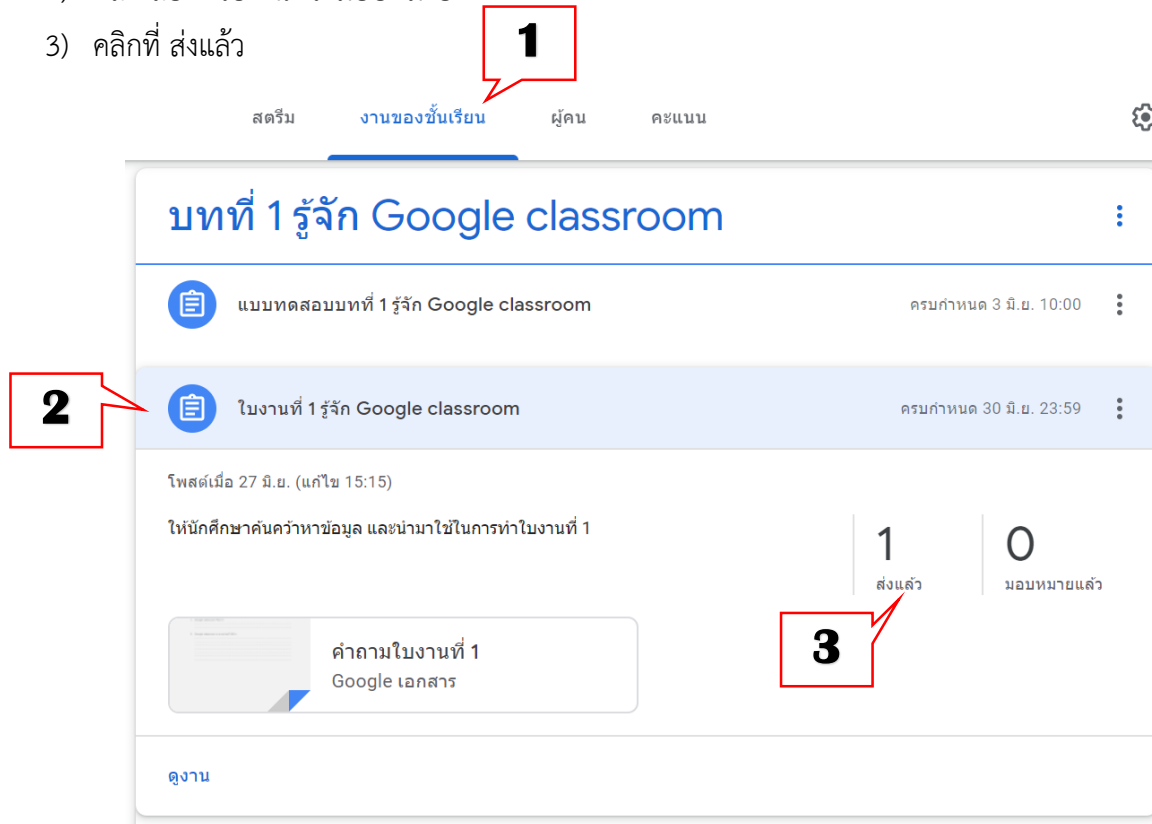 3) คลิกที่ ส่งแล้ว
1
สตรีม งานของชั้นเรียน ผู้คน คะแนน
บทที่ 1 รู้จัก Google classroom
แบบทดสอบบทที่ 1 รู้จัก Google classroom ครบกำหนด 3 มิ.ย. 10:00
2
ใบงานที่ 1 รู้จัก Google classroom ครบกำหนด 30 มิ.ย. 23:59
โพสต์เมื่อ 27 มิ.ย. (แก้ไข 15:15)
ให้นักศึกษาค้นคว้าหาข้อมูล และนำมาใช้ในการทำใบงานที่ 1
1 0
ส่งแล้ว มอบหมายแล้ว
3
คำถามใบงานที่ 1
Google เอกสาร
ดูงาน